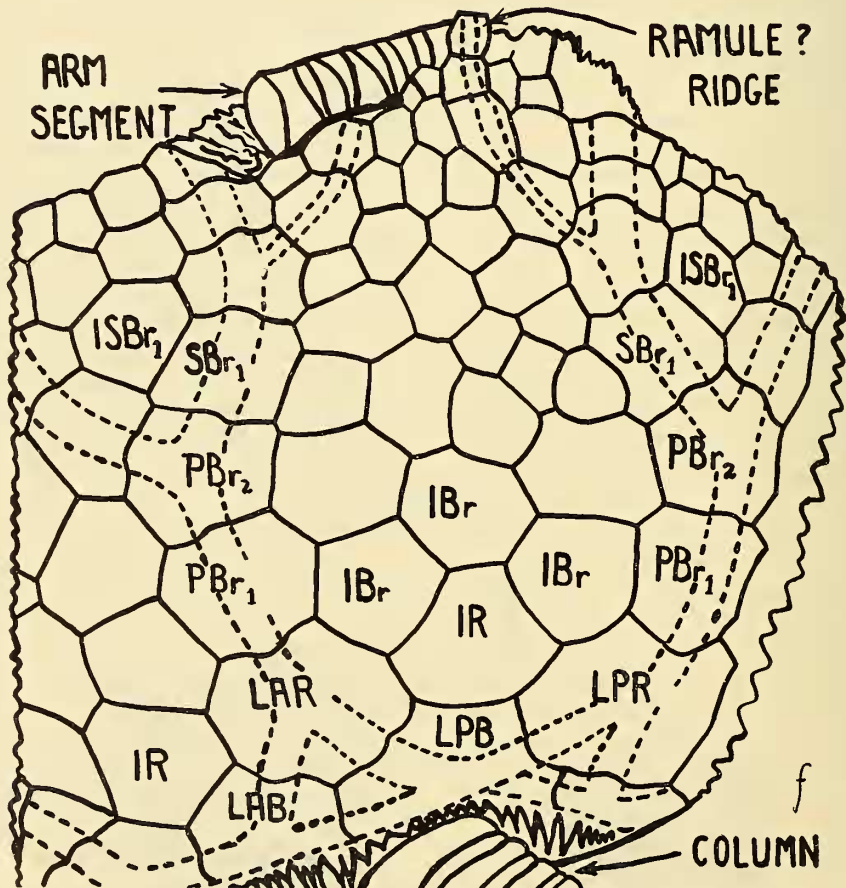 ARM
SEGMENT
RAMULE ?
RIDGE
ISBr₁
ISBr₁
SBr₁
SBr₁
PBr₂
PBr₂
IBr
PBr₁
IBr
IBr
PBr₁
IR
LAR
LPR
LPB
IR
LAB
f
COLUMN